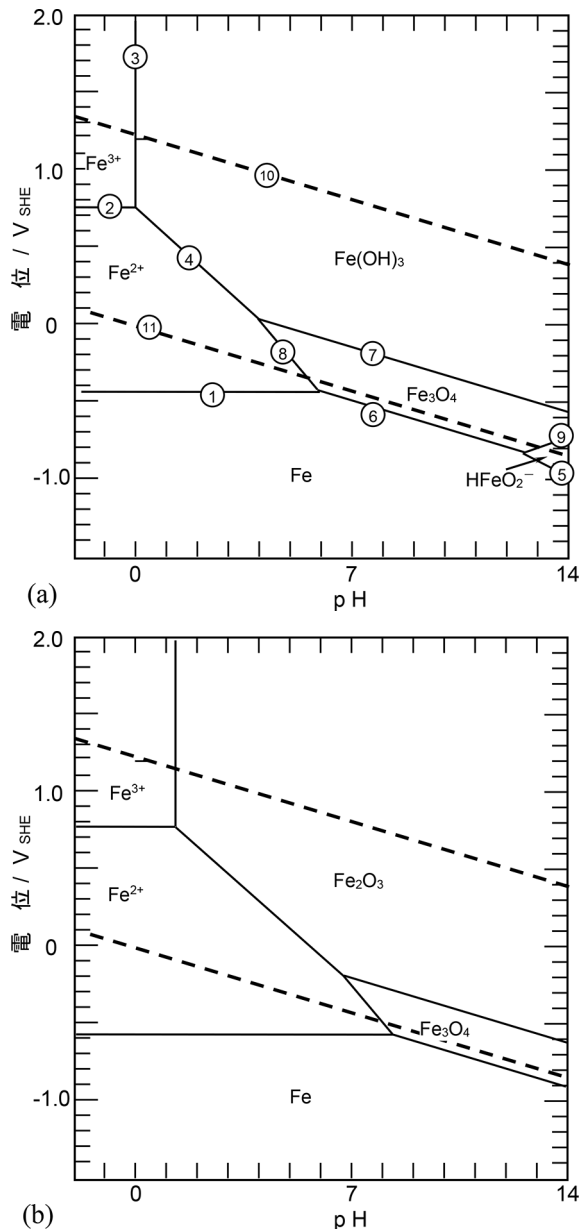 2.0
③
⑩
1.0
Fe³⁺
②
Fe(OH)₃
④
Fe²⁺
電 位 / V SHE
0
⑪
⑧
⑦
①
Fe₃O₄
⑥
⑨
HFeO₂⁻
⑤
-1.0
Fe
0 7 14
(a)
p H
2.0
1.0
Fe³⁺
Fe₂O₃
Fe²⁺
電 位 / V SHE
0
Fe₃O₄
-1.0
Fe
0 7 14
(b)
p H